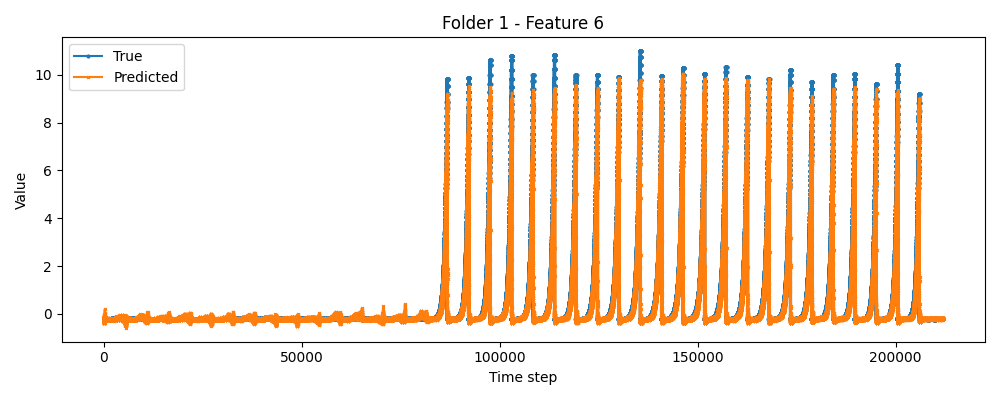 Folder 1 - Feature 6
True
Predicted
Value
10
8
6
4
2
0
0
50000
100000
150000
200000
Time step